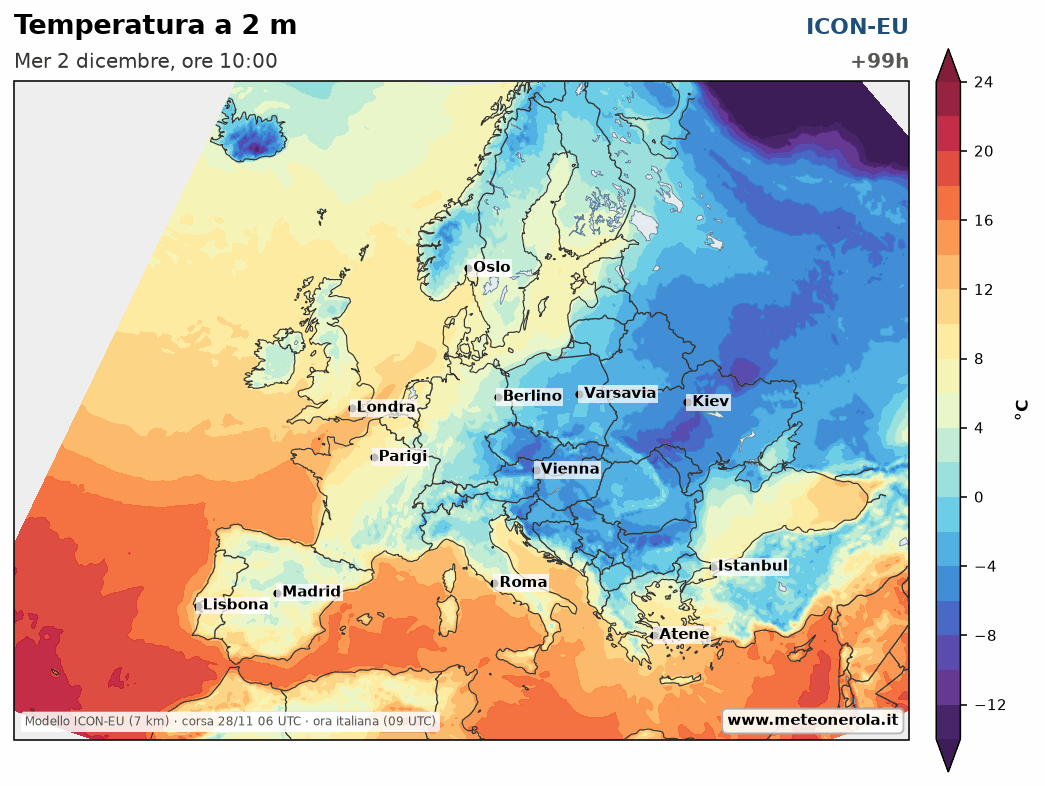 Temperatura a 2 m
ICON-EU
Mer 2 dicembre, ore 10:00
+99h
24
20
16
12
8
4
0
−4
−8
−12
°C
Oslo
Berlino
Varsavia
Kiev
Londra
Parigi
Vienna
Istanbul
Roma
Madrid
Lisbona
Atene
Modello ICON-EU (7 km) · corsa 28/11 06 UTC · ora italiana (09 UTC)
www.meteonerola.it